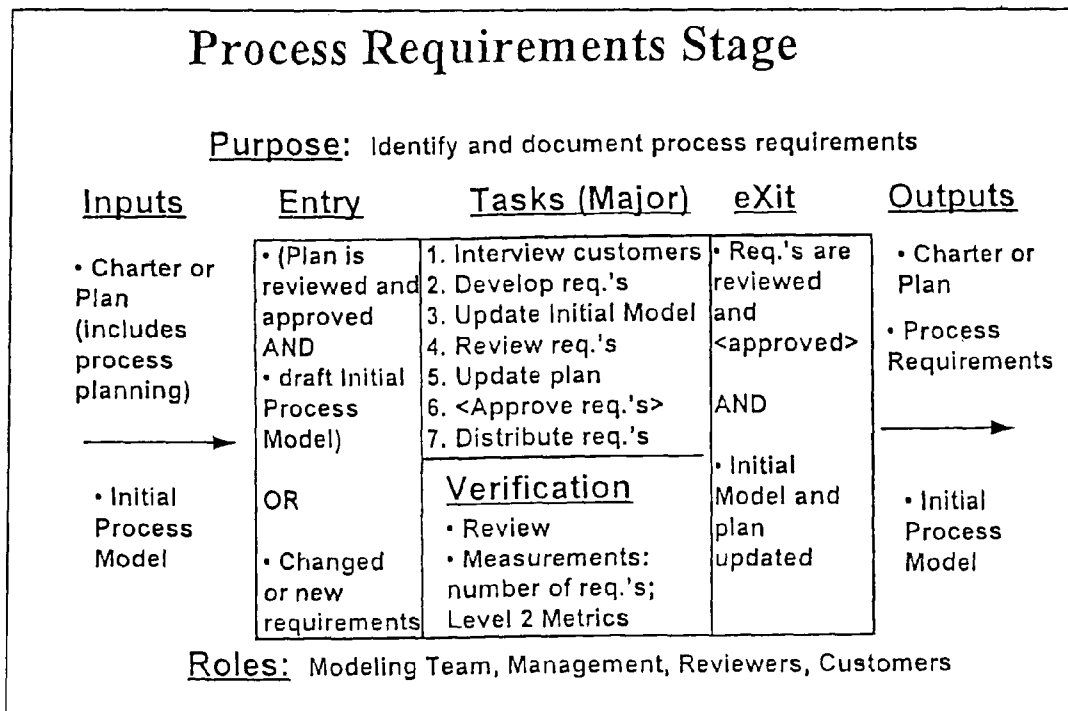 Process Requirements Stage
Purpose: Identify and document process requirements
Inputs
• Charter or
Plan
(includes
process
planning)
• Initial
Process
Model
Entry
• (Plan is
reviewed and
approved
AND
• draft Initial
Process
Model)
OR
• Changed
or new
requirements
Tasks (Major)
1. Interview customers
2. Develop req.'s
3. Update Initial Model
4. Review req.'s
5. Update plan
6. <Approve req.'s>
7. Distribute req.'s
Verification
• Review
• Measurements:
number of req.'s;
Level 2 Metrics
eXit
• Req.'s are
reviewed
and
<approved>
AND
• Initial
Model and
plan
updated
Outputs
• Charter or
Plan
• Process
Requirements
• Initial
Process
Model
Roles: Modeling Team, Management, Reviewers, Customers